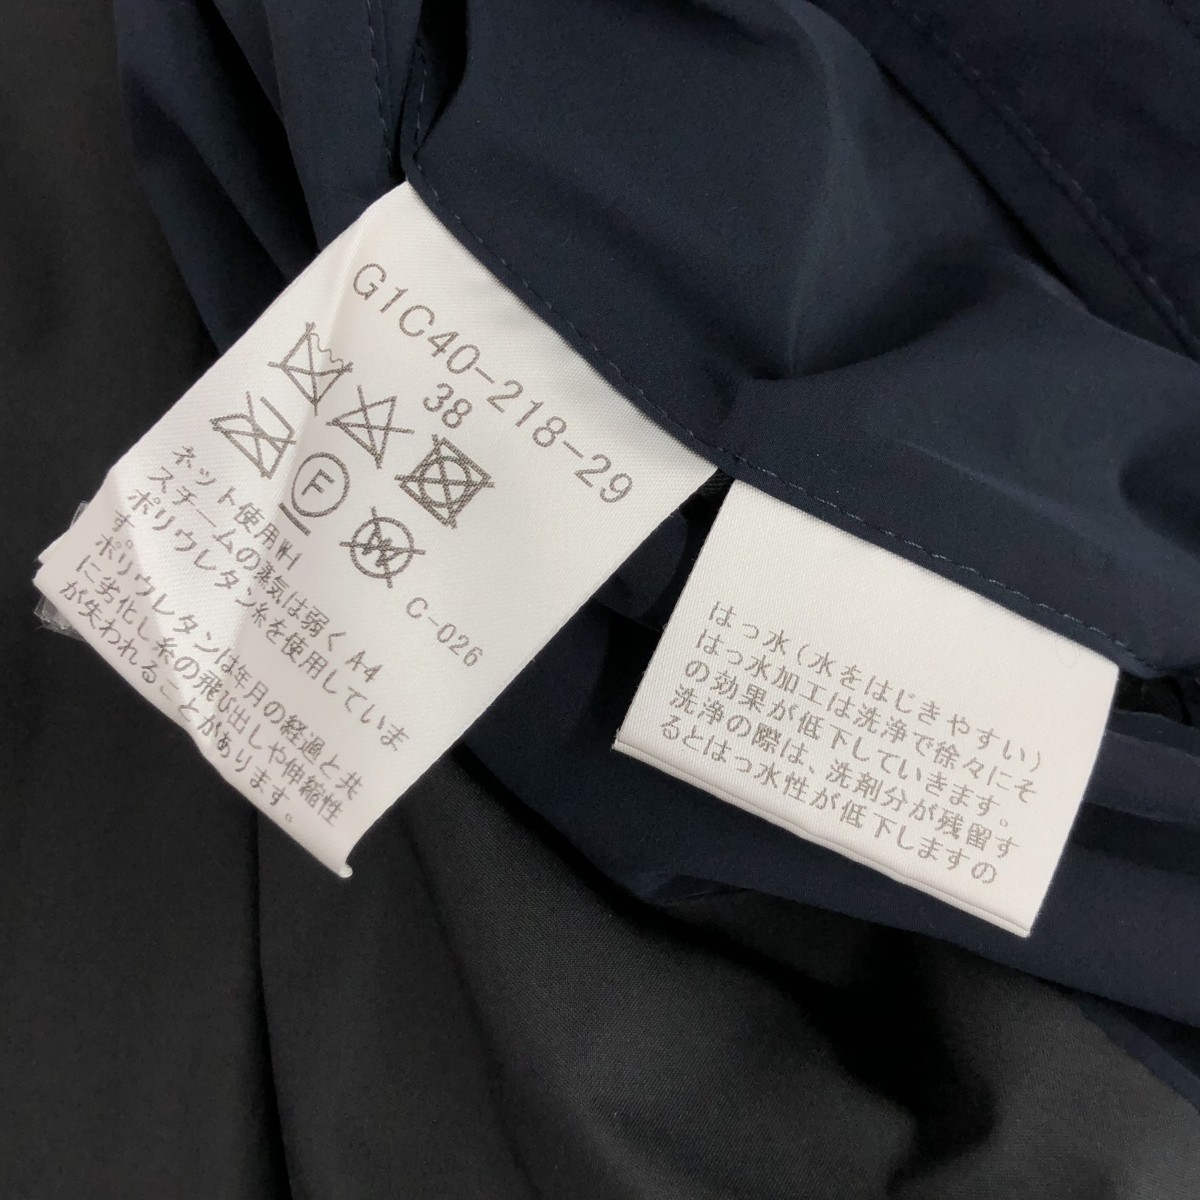 G1C40-218-29
38
F
W
C-026
ネット使用W-1
スチームの蒸気は弱く A-4
ポリウレタン糸を使用していま
す。
ポリウレタンは年月の経過と共
に劣化し糸の飛び出しや伸縮性
が失われることがあります。
はっ水(水をはじきやすい)
はっ水加工は洗浄で徐々にそ
の効果が低下していきます。
洗浄の際は、洗剤分が残留す
るとはっ水性が低下しますの